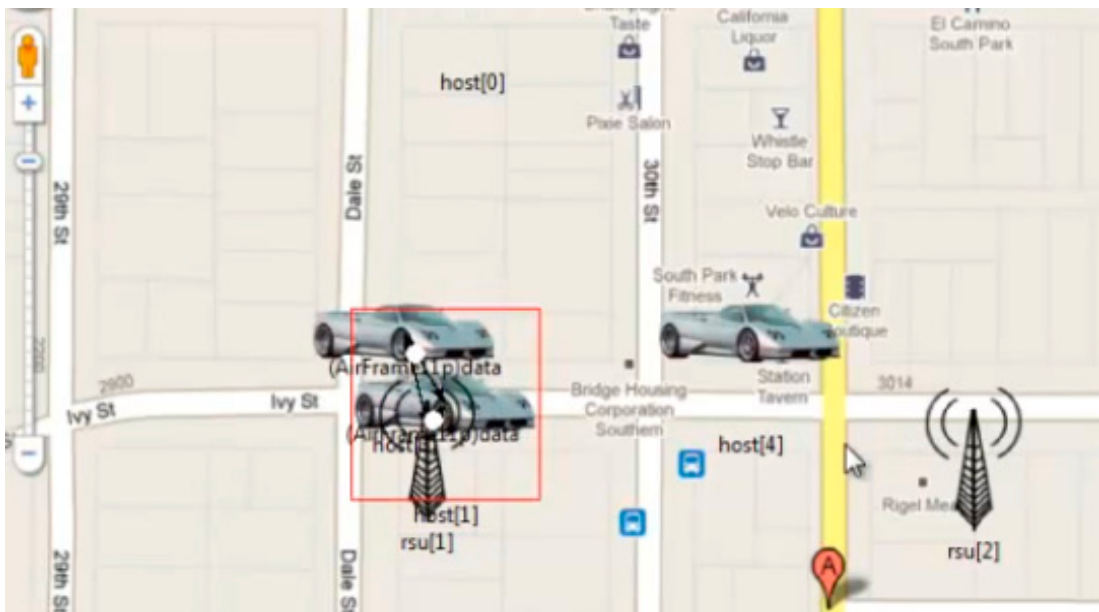 Taste
California
Liquor
El Camino
South Park
host[0]
Pixie Salon
Whistle
Stop Bar
29th St
Dale St
30th St
Velo Culture
South Park
Fitness
Citizen
(AirFrame11p)data
2900
Ivy St
Ivy St
Bridge Housing
Corporation
Southern
Station
Tavern
3014
(AirFrame11p)data
host[4]
Rigel
host[1]
rsu[1]
rsu[2]
29th St
Dale St
A